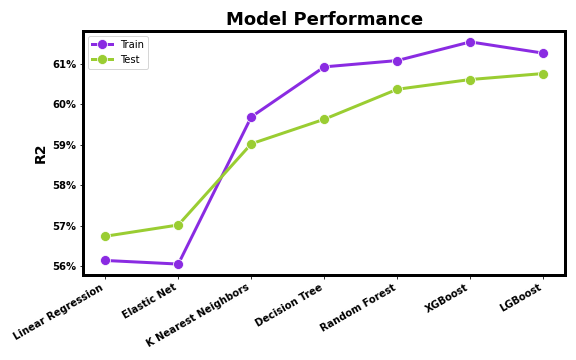 Model Performance
Train
Test
R2
61%
60%
59%
58%
57%
56%
Linear Regression
Elastic Net
K Nearest Neighbors
Decision Tree
Random Forest
XGBoost
LGBoost